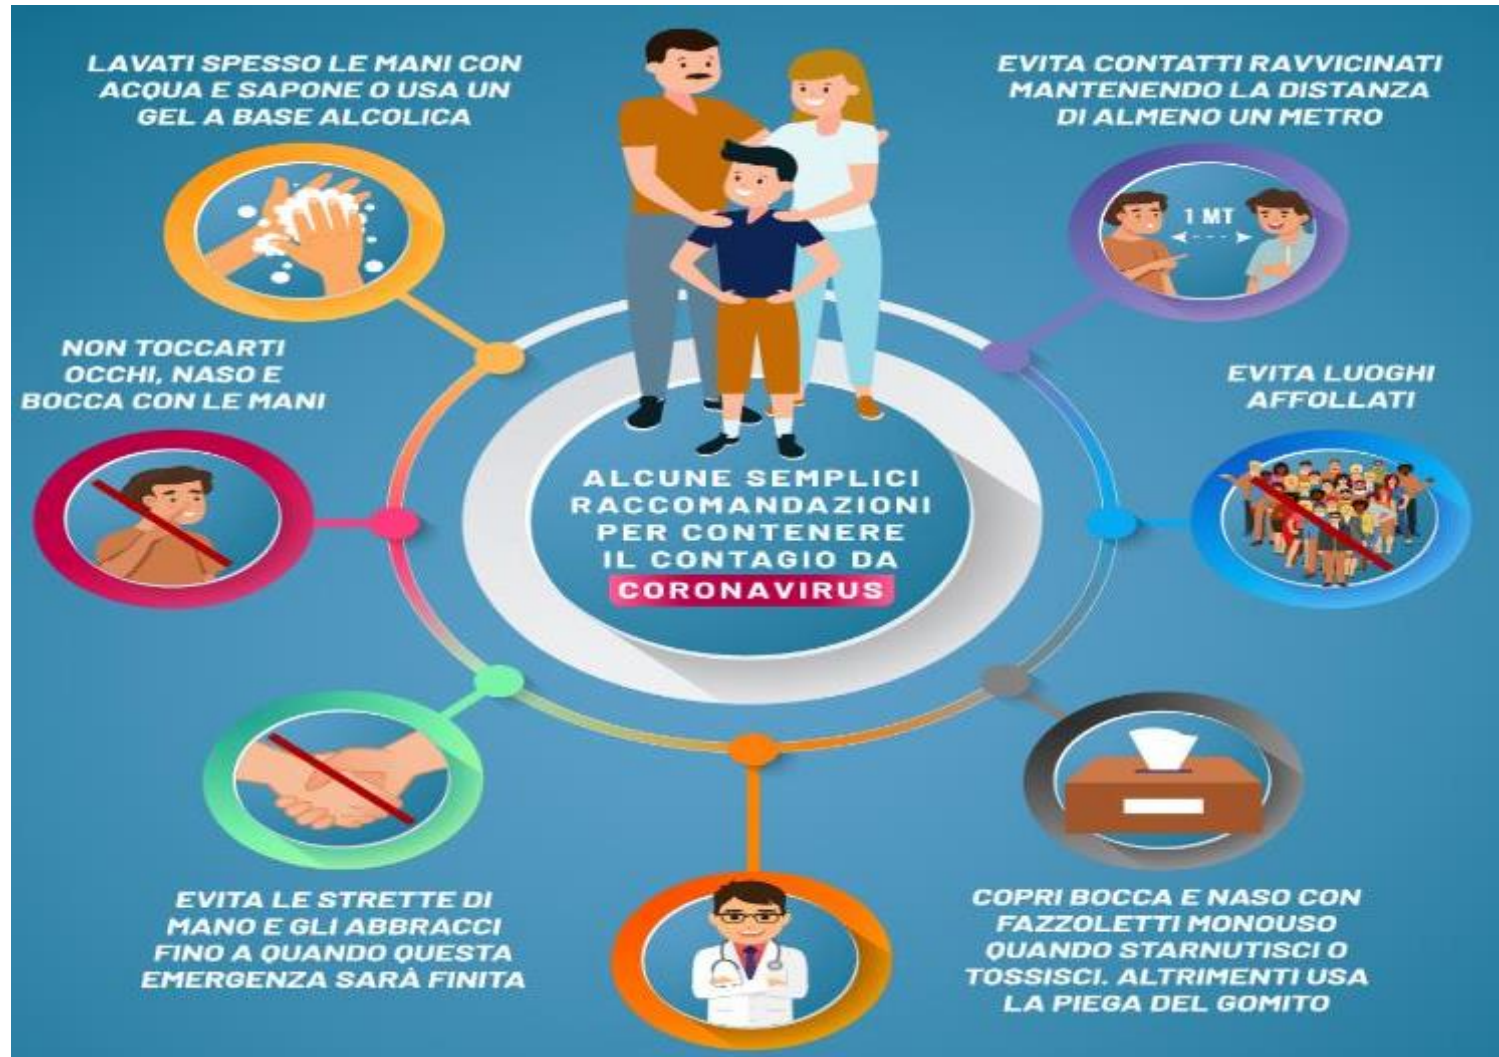 LAVATI SPESSO LE MANI CON
ACQUA E SAPONE O USA UN
GEL A BASE ALCOLICA
EVITA CONTATTI RAVVICINATI
MANTENENDO LA DISTANZA
DI ALMENO UN METRO
1 MT
NON TOCCARTI
OCCHI, NASO E
BOCCA CON LE MANI
EVITA LUOGHI
AFFOLLATI
ALCUNE SEMPLICI
RACCOMANDAZIONI
PER CONTENERE
IL CONTAGIO DA
CORONAVIRUS
EVITA LE STRETTE DI
MANO E GLI ABBRACCI
FINO A QUANDO QUESTA
EMERGENZA SARÀ FINITA
COPRI BOCCA E NASO CON
FAZZOLETTI MONOUSO
QUANDO STARNUTISCI O
TOSSISCI. ALTRIMENTI USA
LA PIEGA DEL GOMITO